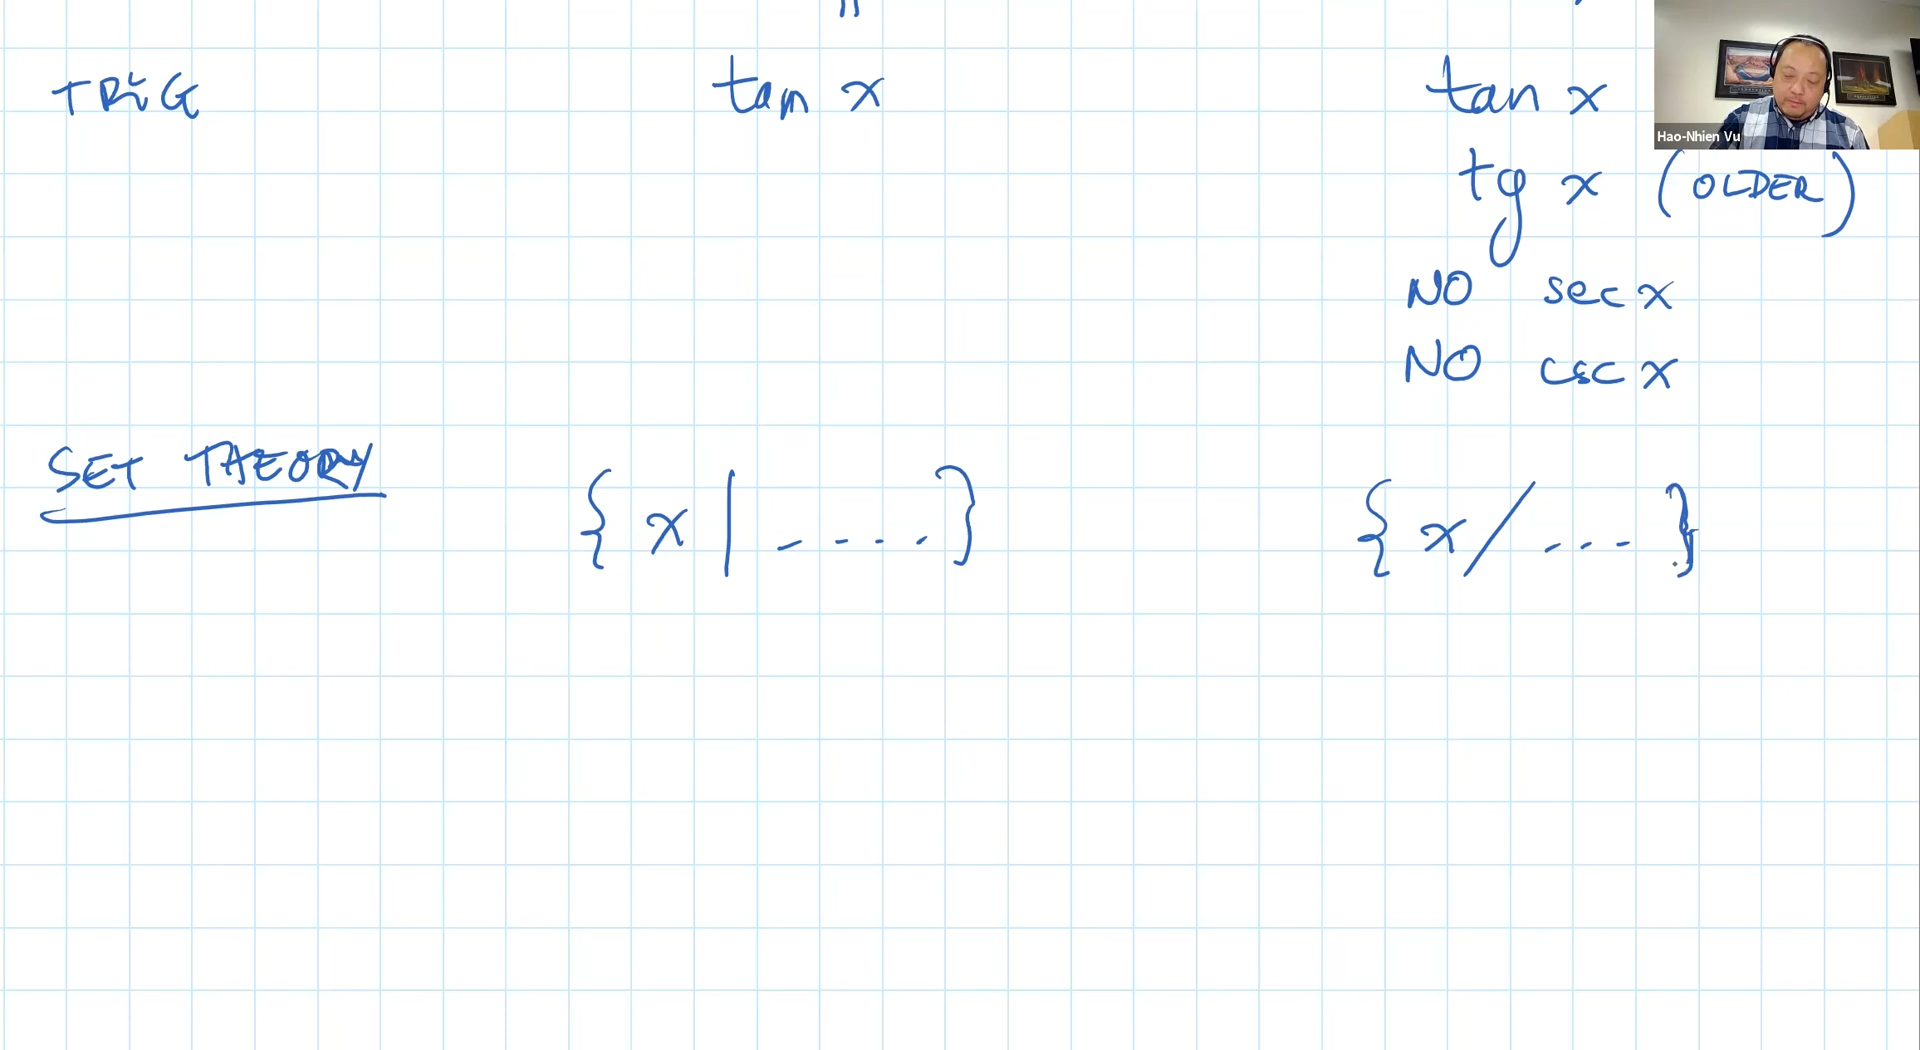 TRiG tan x tan x
Hao-Nhien Vu
tg x (OLDER)
NO sec x
NO csc x
SET THEORY
{ x | - - - - . } { x / - - - }